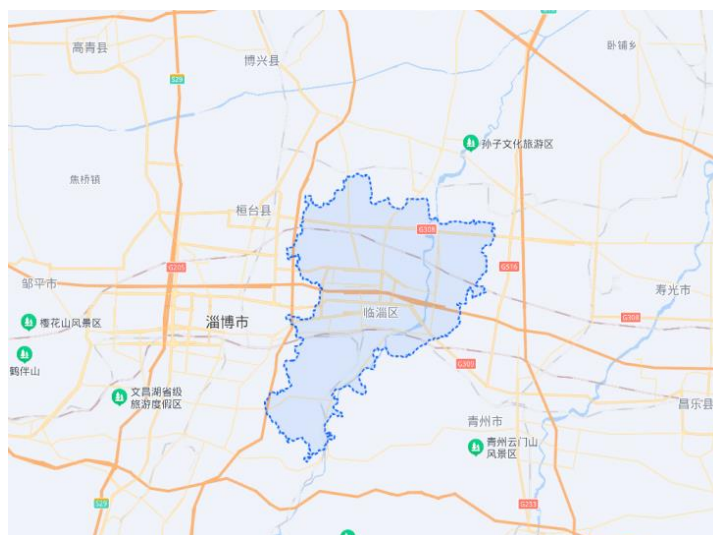 高青县
博兴县
卧铺乡
S29
孙子文化旅游区
焦桥镇
桓台县
G308
G205
G516
邹平市
寿光市
临淄区
淄博市
樱花山风景区
G308
鹤伴山
G309
文昌湖省级
旅游度假区
昌乐县
青州市
青州云门山
风景区
S29
G233